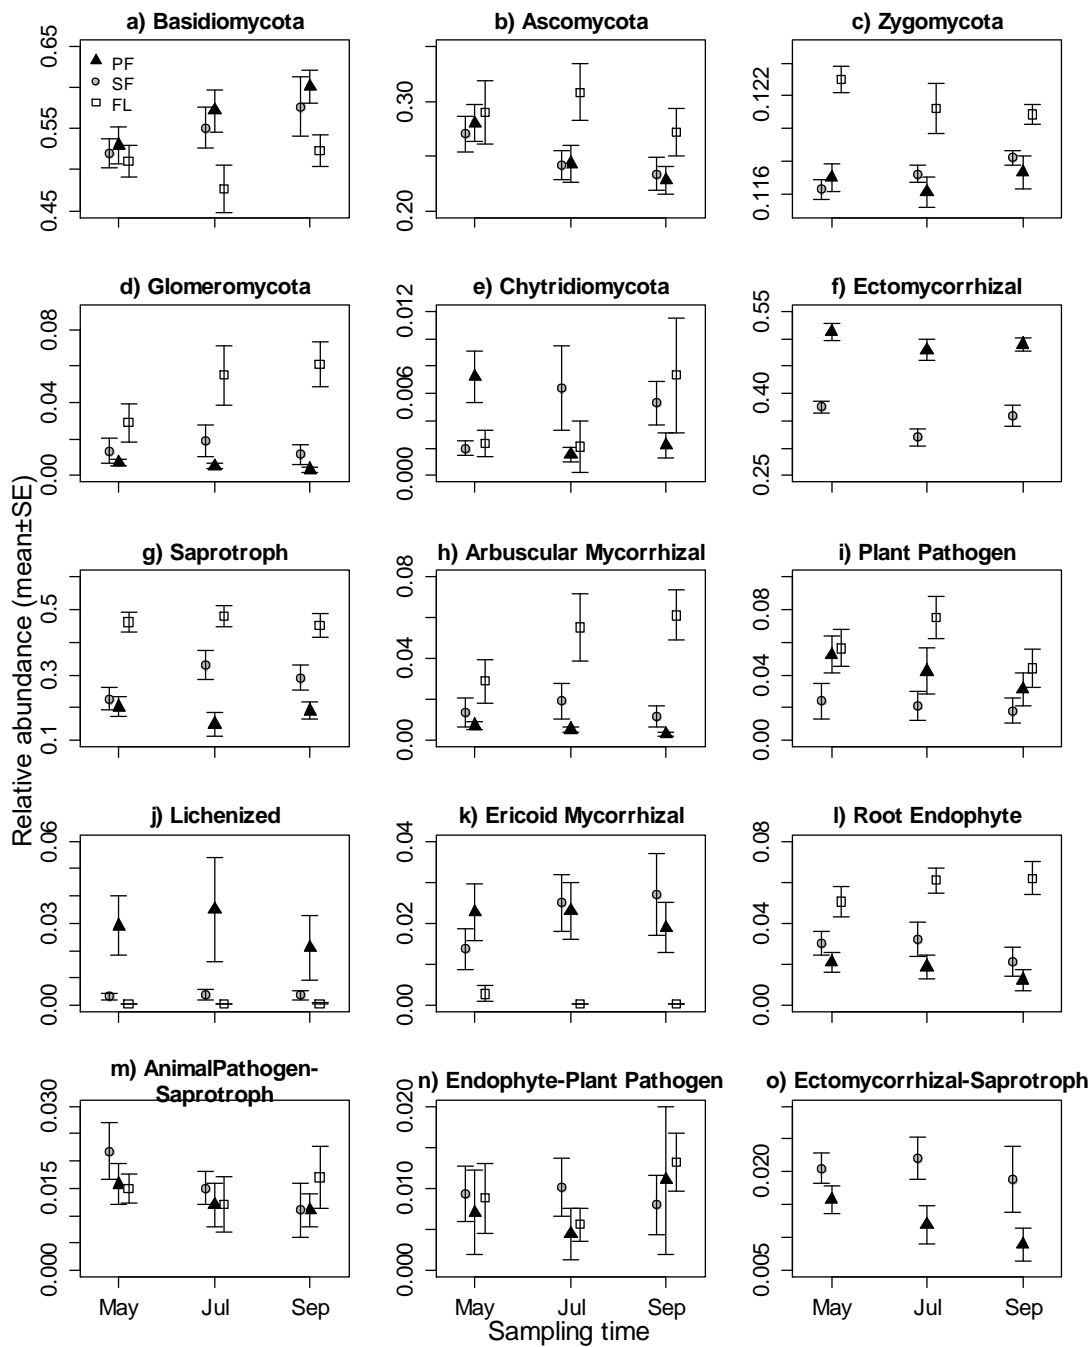 a) Basidiomycota
b) Ascomycota
c) Zygomycota
0.65
0.55
0.45
PF
SF
FL
0.30
0.20
0.122
0.116
d) Glomeromycota
e) Chytridiomycota
f) Ectomycorrhizal
0.08
0.04
0.00
0.012
0.006
0.000
0.55
0.40
0.25
g) Saprotroph
h) Arbuscular Mycorrhizal
i) Plant Pathogen
0.5
0.3
0.1
0.08
0.04
0.00
0.08
0.04
0.00
j) Lichenized
k) Ericoid Mycorrhizal
l) Root Endophyte
0.06
0.03
0.00
0.04
0.02
0.00
0.08
0.04
0.00
m) AnimalPathogen-
Saprotroph
n) Endophyte-Plant Pathogen
o) Ectomycorrhizal-Saprotroph
0.030
0.015
0.000
0.020
0.010
0.000
0.020
0.005
May Jul Sep
May Jul Sep
May Jul Sep
Relative abundance (mean±SE)
Sampling time